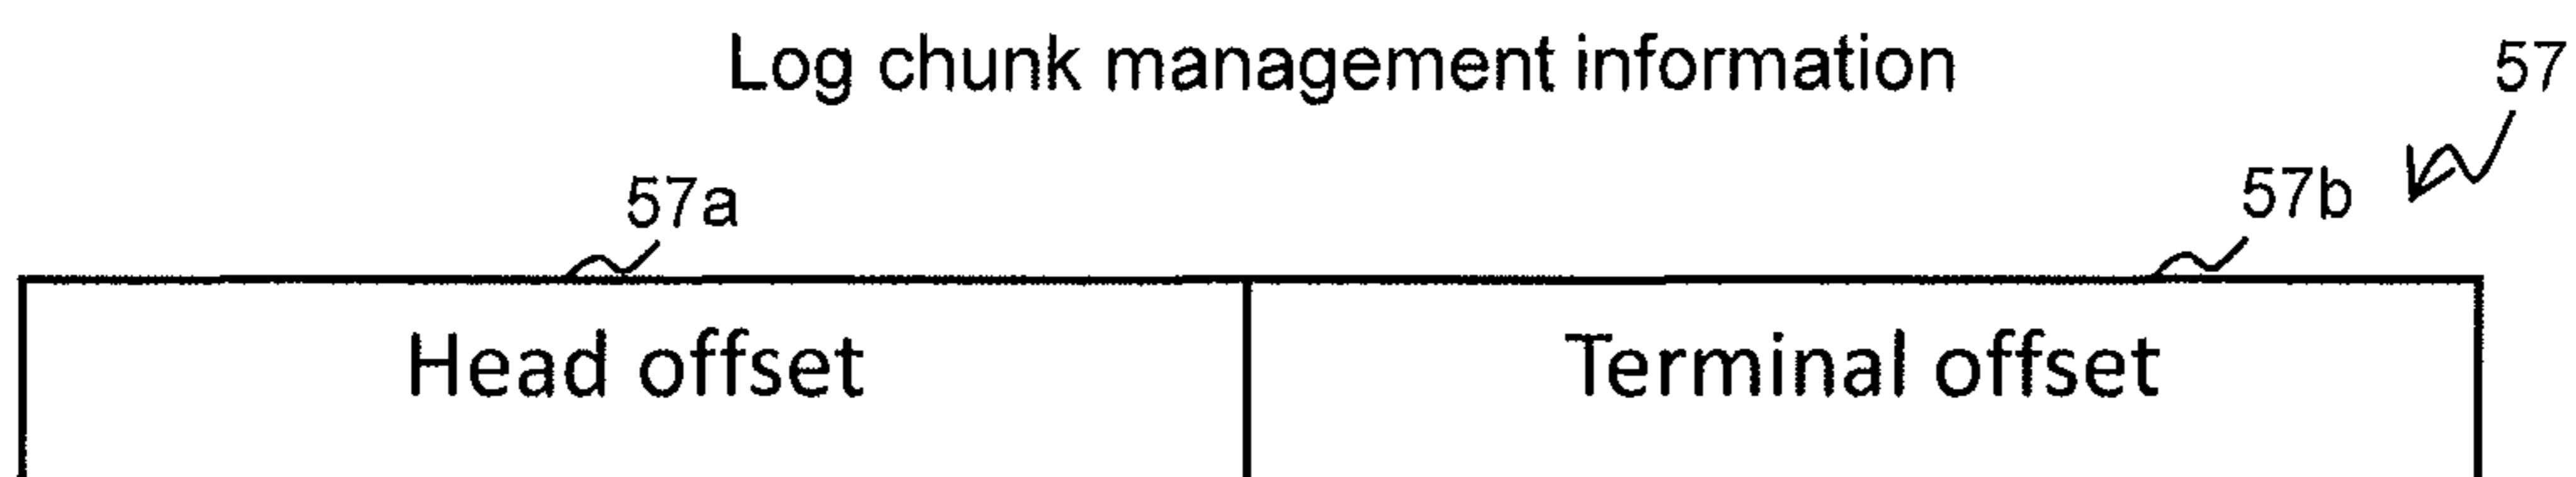 Log chunk management information
57
57a
57b
Head offset
Terminal offset